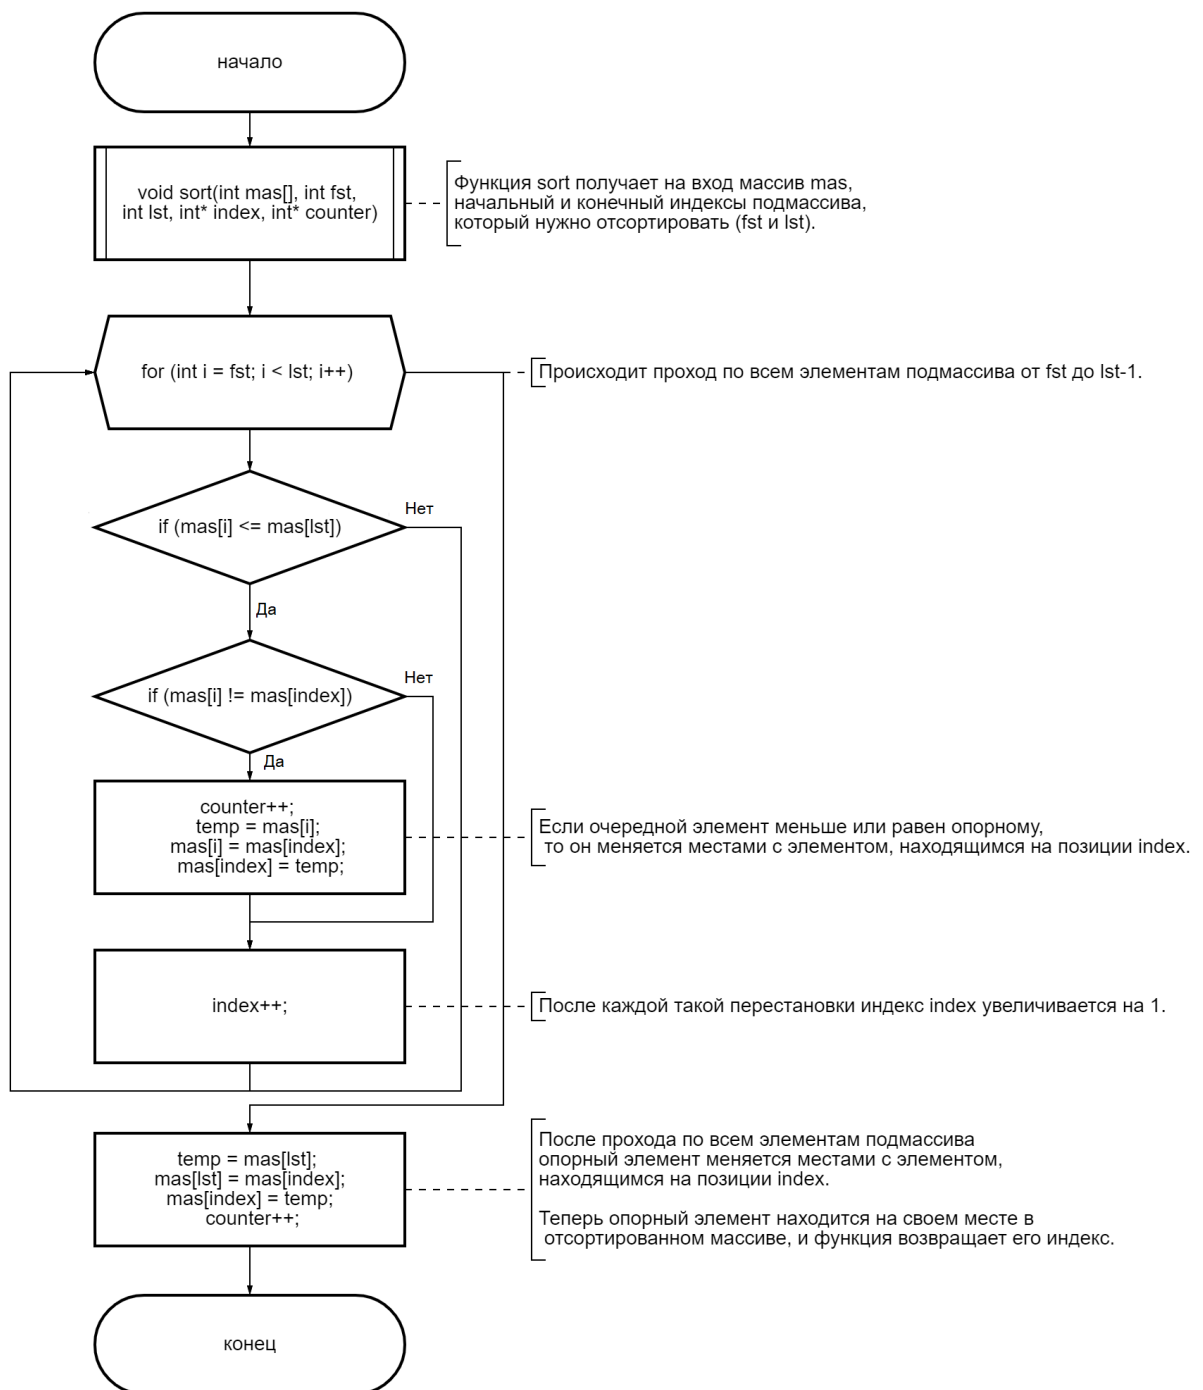 начало
void sort(int mas[], int fst,
int lst, int* index, int* counter)
Функция sort получает на вход массив mas,
начальный и конечный индексы подмассива,
который нужно отсортировать (fst и lst).
for (int i = fst; i < lst; i++)
Происходит проход по всем элементам подмассива от fst до lst-1.
if (mas[i] <= mas[lst])
Нет
Да
if (mas[i] != mas[index])
Нет
Да
counter++;
temp = mas[i];
mas[i] = mas[index];
mas[index] = temp;
Если очередной элемент меньше или равен опорному,
то он меняется местами с элементом, находящимся на позиции index.
index++;
После каждой такой перестановки индекс index увеличивается на 1.
temp = mas[lst];
mas[lst] = mas[index];
mas[index] = temp;
counter++;
После прохода по всем элементам подмассива
опорный элемент меняется местами с элементом,
находящимся на позиции index.
Теперь опорный элемент находится на своем месте в
отсортированном массиве, и функция возвращает его индекс.
конец